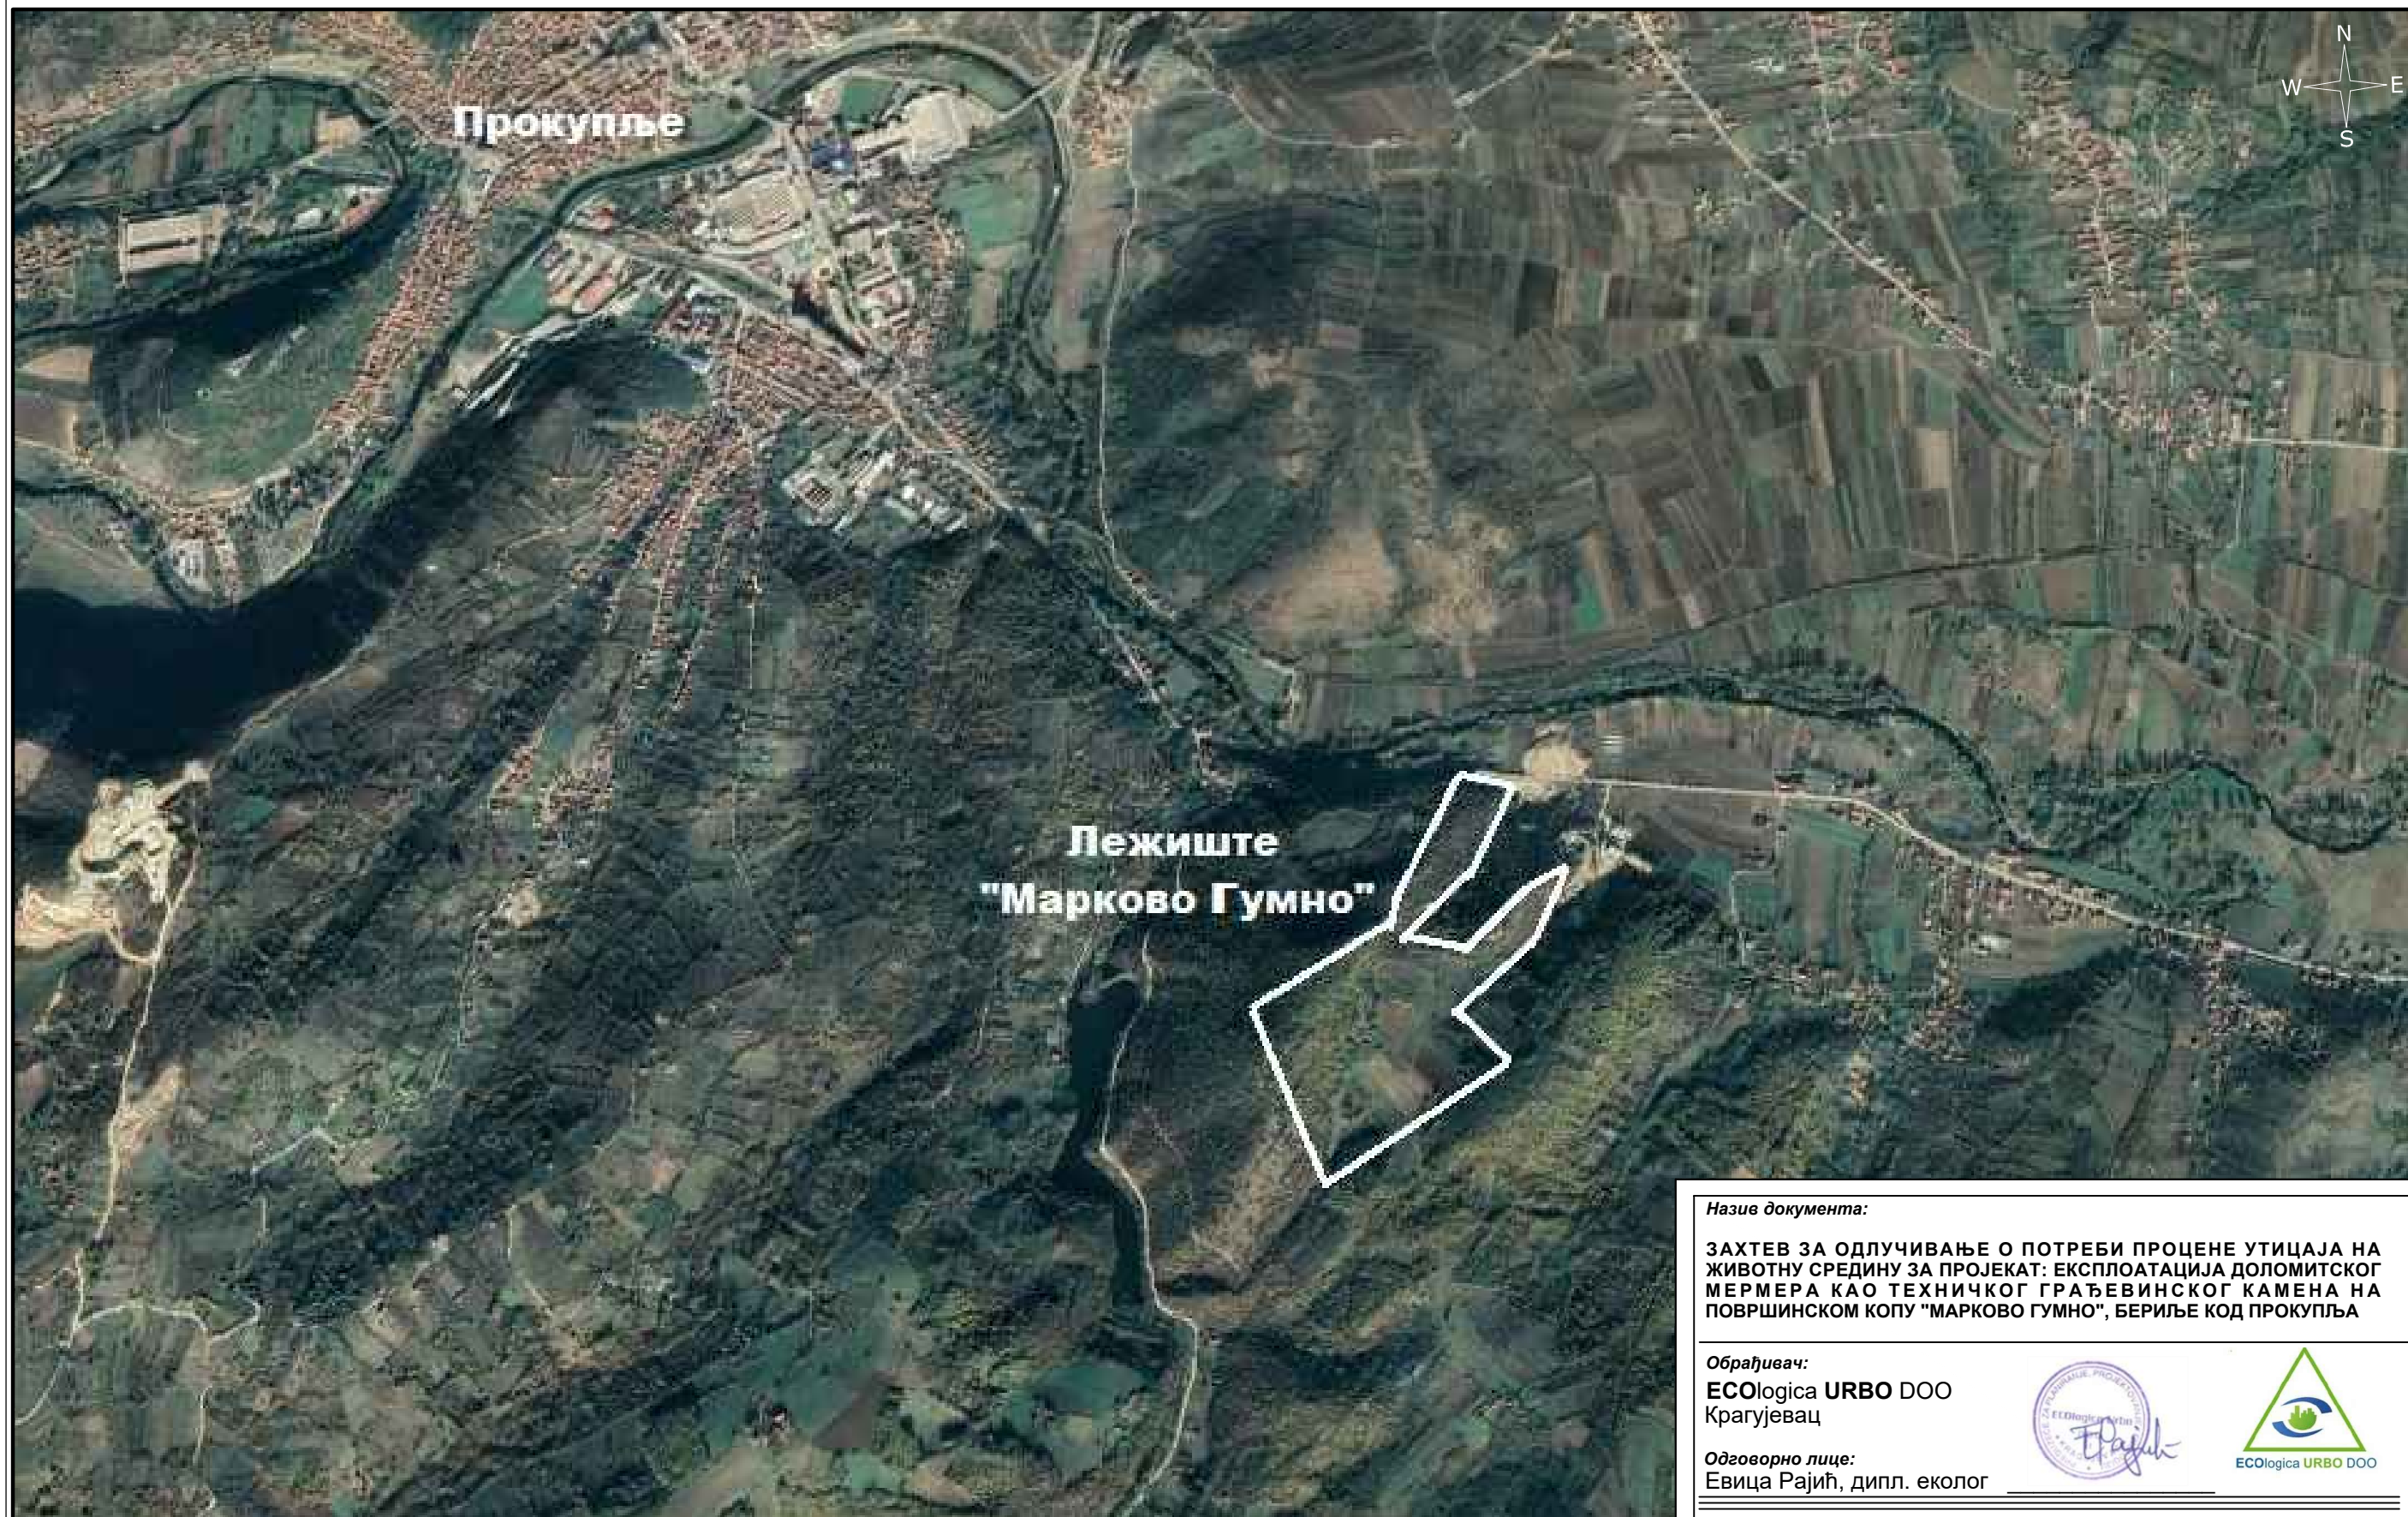 Прокупље
N
W E
S
Лежиште
"Марково Гумно"
Назив документа:
ЗАХТЕВ ЗА ОДЛУЧИВАЊЕ О ПОТРЕБИ ПРОЦЕНЕ УТИЦАЈА НА
ЖИВОТНУ СРЕДИНУ ЗА ПРОЈЕКАТ: ЕКСПЛОАТАЦИЈА ДОЛОМИТСКОГ
МЕРМЕРА КАО ТЕХНИЧКОГ ГРАЂЕВИНСКОГ КАМЕНА НА
ПОВРШИНСКОМ КОПУ "МАРКОВО ГУМНО", БЕРИЉЕ КОД ПРОКУПЉА
Обрађивач:
ECOlogica URBO DOO
Крагујевац
Одговорно лице:
Евица Рајић, дипл. еколог
ECOlogica Urbo
ECOlogica URBO DOO